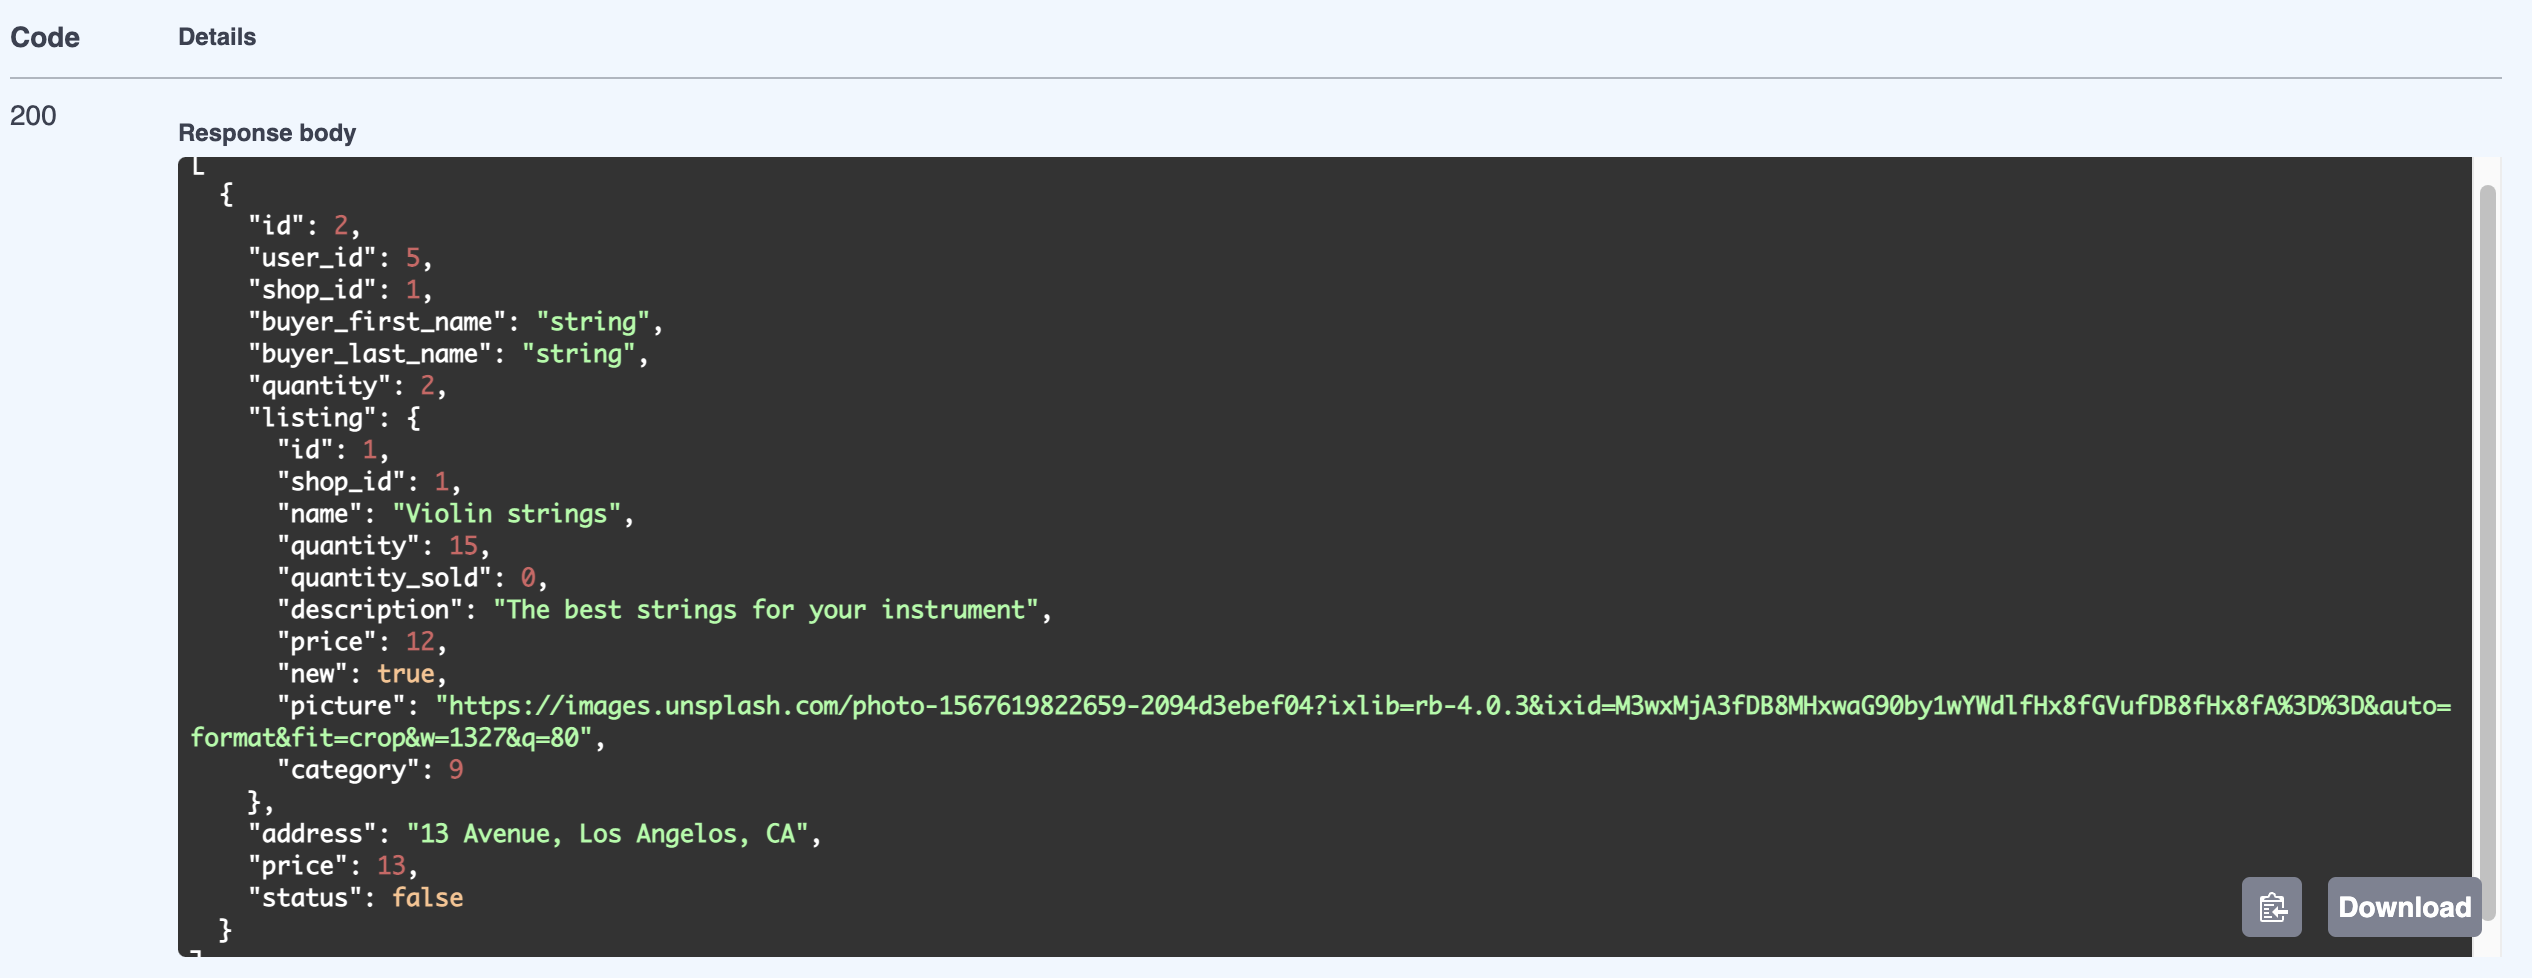 Code Details
200
Response body
[
{
"id": 2,
"user_id": 5,
"shop_id": 1,
"buyer_first_name": "string",
"buyer_last_name": "string",
"quantity": 2,
"listing": {
"id": 1,
"shop_id": 1,
"name": "Violin strings",
"quantity": 15,
"quantity_sold": 0,
"description": "The best strings for your instrument",
"price": 12,
"new": true,
"picture": "https://images.unsplash.com/photo-1567619822659-2094d3ebef04?ixlib=rb-4.0.3&ixid=M3wxMjA3fDB8MHxwaG90by1wYWdlfHx8fGVufDB8fHx8fA%3D%3D&auto=
format&fit=crop&w=1327&q=80",
"category": 9
},
"address": "13 Avenue, Los Angelos, CA",
"price": 13,
"status": false
}
]
Download